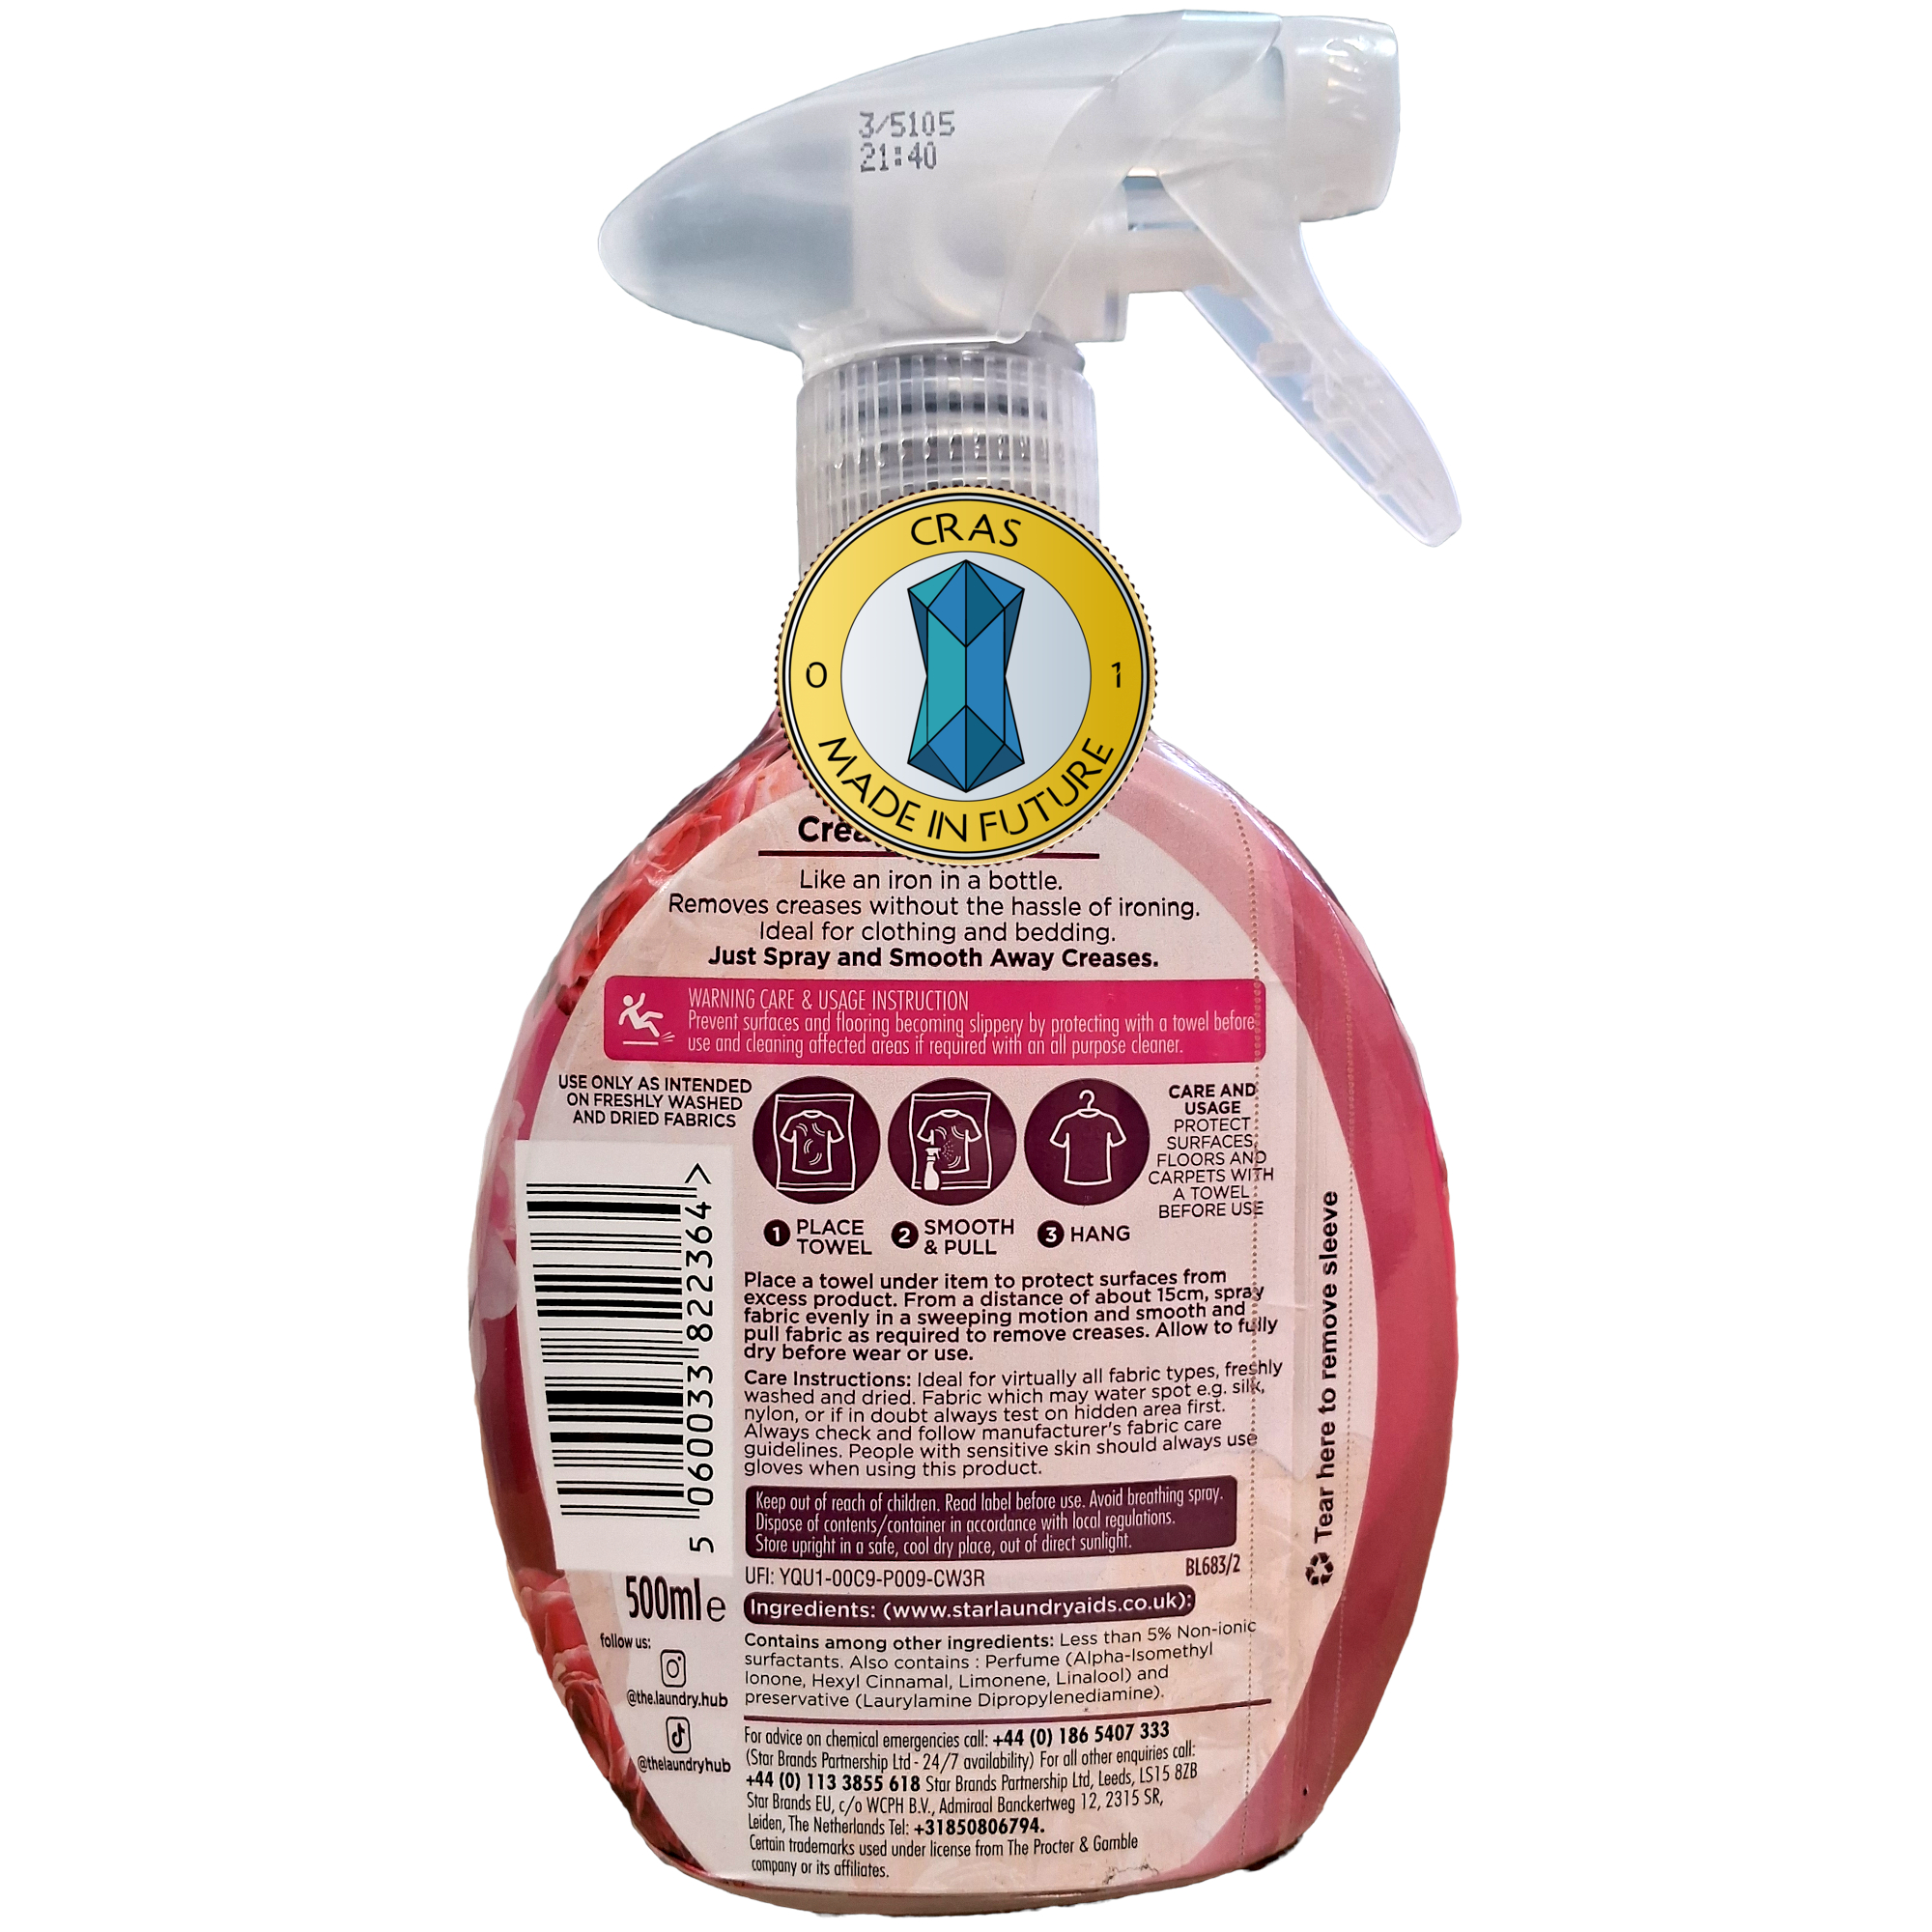 3/5105
21:40
CRAS
0 1
MADE IN FUTURE
Like an iron in a bottle.
Removes creases without the hassle of ironing.
Ideal for clothing and bedding.
Just Spray and Smooth Away Creases.
WARNING CARE & USAGE INSTRUCTION
Prevent surfaces and flooring becoming slippery by protecting with a towel before
use and cleaning affected areas if required with an all purpose cleaner.
USE ONLY AS INTENDED
ON FRESHLY WASHED
AND DRIED FABRICS
1 PLACE
TOWEL
2 SMOOTH
& PULL
3 HANG
CARE AND
USAGE
PROTECT
SURFACES,
FLOORS AND
CARPETS WITH
A TOWEL
BEFORE USE
Place a towel under item to protect surfaces from
excess product. From a distance of about 15cm, spray
fabric evenly in a sweeping motion and smooth and
pull fabric as required to remove creases. Allow to fully
dry before wear or use.
Care Instructions: Ideal for virtually all fabric types, freshly
washed and dried. Fabric which may water spot e.g. silk,
nylon, or if in doubt always test on hidden area first.
Always check and follow manufacturer's fabric care
guidelines. People with sensitive skin should always use
gloves when using this product.
Keep out of reach of children. Read label before use. Avoid breathing spray.
Dispose of contents/container in accordance with local regulations.
Store upright in a safe, cool dry place, out of direct sunlight.
UFI: YQU1-00C9-P009-CW3R
BL683/2
Ingredients: (www.starlaundryaids.co.uk):
Contains among other ingredients: Less than 5% Non-ionic
surfactants. Also contains : Perfume (Alpha-Isomethyl
Ionone, Hexyl Cinnamal, Limonene, Linalool) and
preservative (Laurylamine Dipropylenediamine).
For advice on chemical emergencies call: +44 (0) 186 5407 333
(Star Brands Partnership Ltd - 24/7 availability) For all other enquiries call:
+44 (0) 113 3855 618 Star Brands Partnership Ltd, Leeds, LS15 8ZB
Star Brands EU, c/o WCPH B.V., Admiraal Banckertweg 12, 2315 SR,
Leiden, The Netherlands Tel: +31850806794.
Certain trademarks used under license from The Procter & Gamble
company or its affiliates.
5 060033 822364 >
500ml e
follow us:
@the.laundry.hub
@thelaundryhub
Tear here to remove sleeve